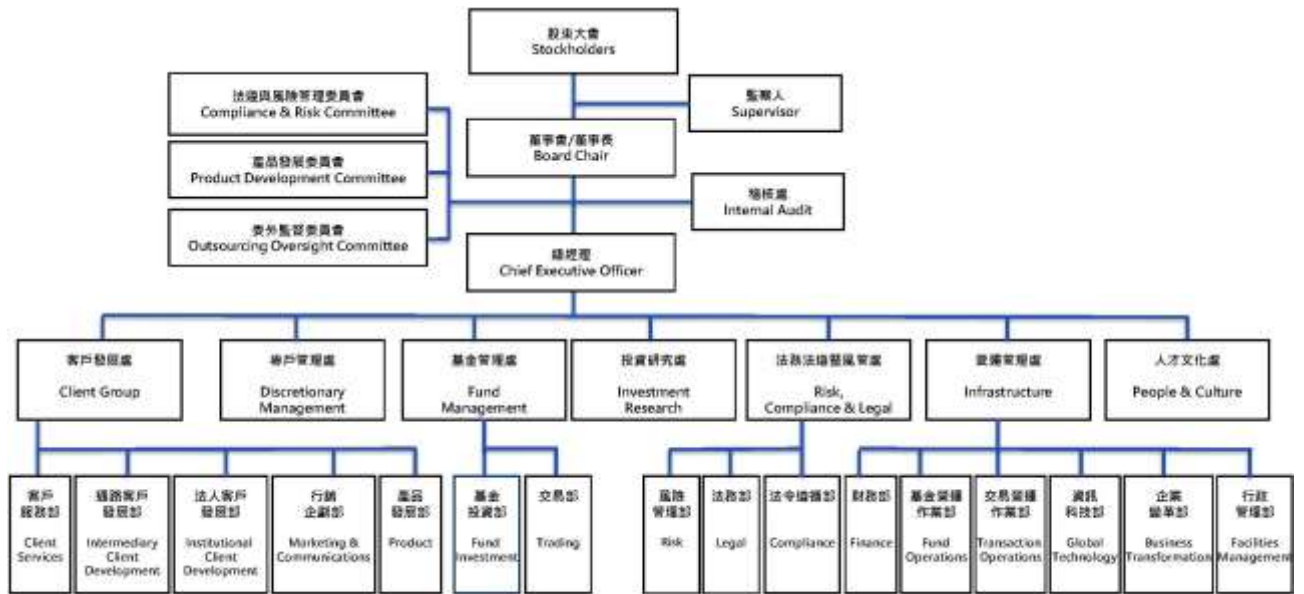 股東大會
Stockholders
法遵與風險管理委員會
Compliance & Risk Committee
監察人
Supervisor
董事會/董事長
Board Chair
產品發展委員會
Product Development Committee
稽核處
Internal Audit
委外監督委員會
Outsourcing Oversight Committee
總經理
Chief Executive Officer
客戶發展處
Client Group
專戶管理處
Discretionary
Management
基金管理處
Fund
Management
投資研究處
Investment
Research
法務法遵暨風管處
Risk,
Compliance & Legal
營運管理處
Infrastructure
人才文化處
People & Culture
客戶
服務部
Client
Services
通路客戶
發展部
Intermediary
Client
Development
法人客戶
發展部
Institutional
Client
Development
行銷
企劃部
Marketing &
Communications
產品
發展部
Product
基金
投資部
Fund
Investment
交易部
Trading
風險
管理部
Risk
法務部
Legal
法令遵循部
Compliance
財務部
Finance
基金營運
作業部
Fund
Operations
交易營運
作業部
Transaction
Operations
資訊
科技部
Global
Technology
企業
變革部
Business
Transformation
行政
管理部
Facilities
Management